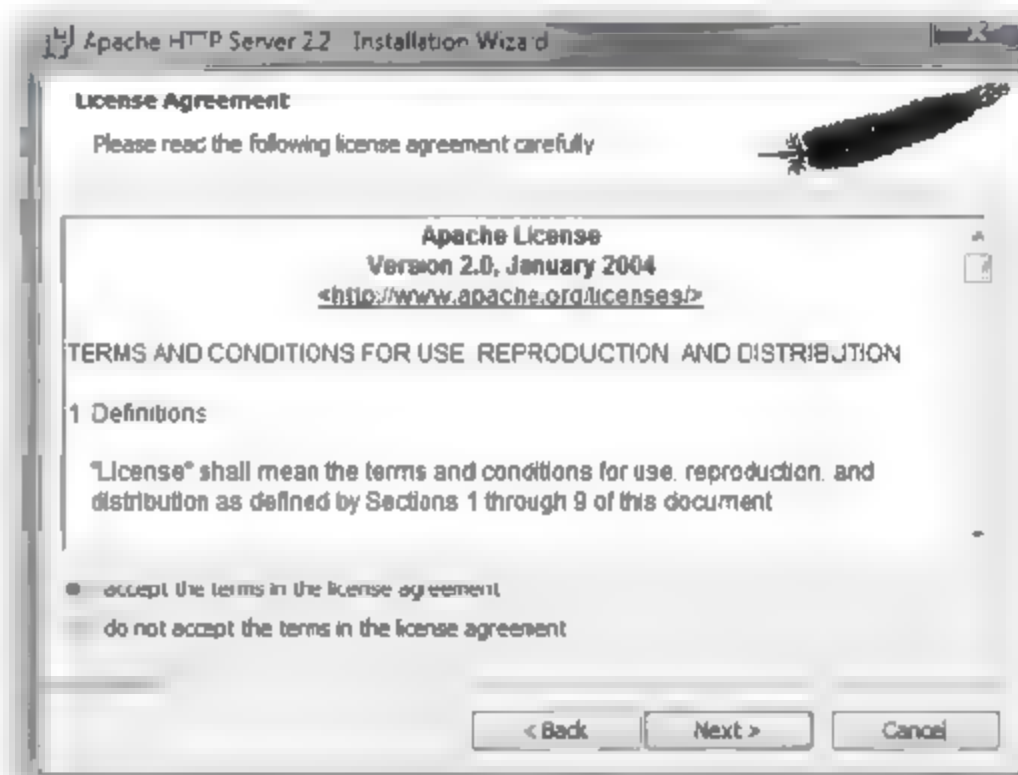 Apache HTTP Server 2.2 Installation Wizard
License Agreement
Please read the following license agreement carefully
Apache License
Version 2.0, January 2004
<http://www.apache.org/licenses/>
TERMS AND CONDITIONS FOR USE REPRODUCTION AND DISTRIBUTION
1 Definitions
"License" shall mean the terms and conditions for use, reproduction, and
distribution as defined by Sections 1 through 9 of this document
accept the terms in the license agreement
do not accept the terms in the license agreement
< Back
Next >
Cancel